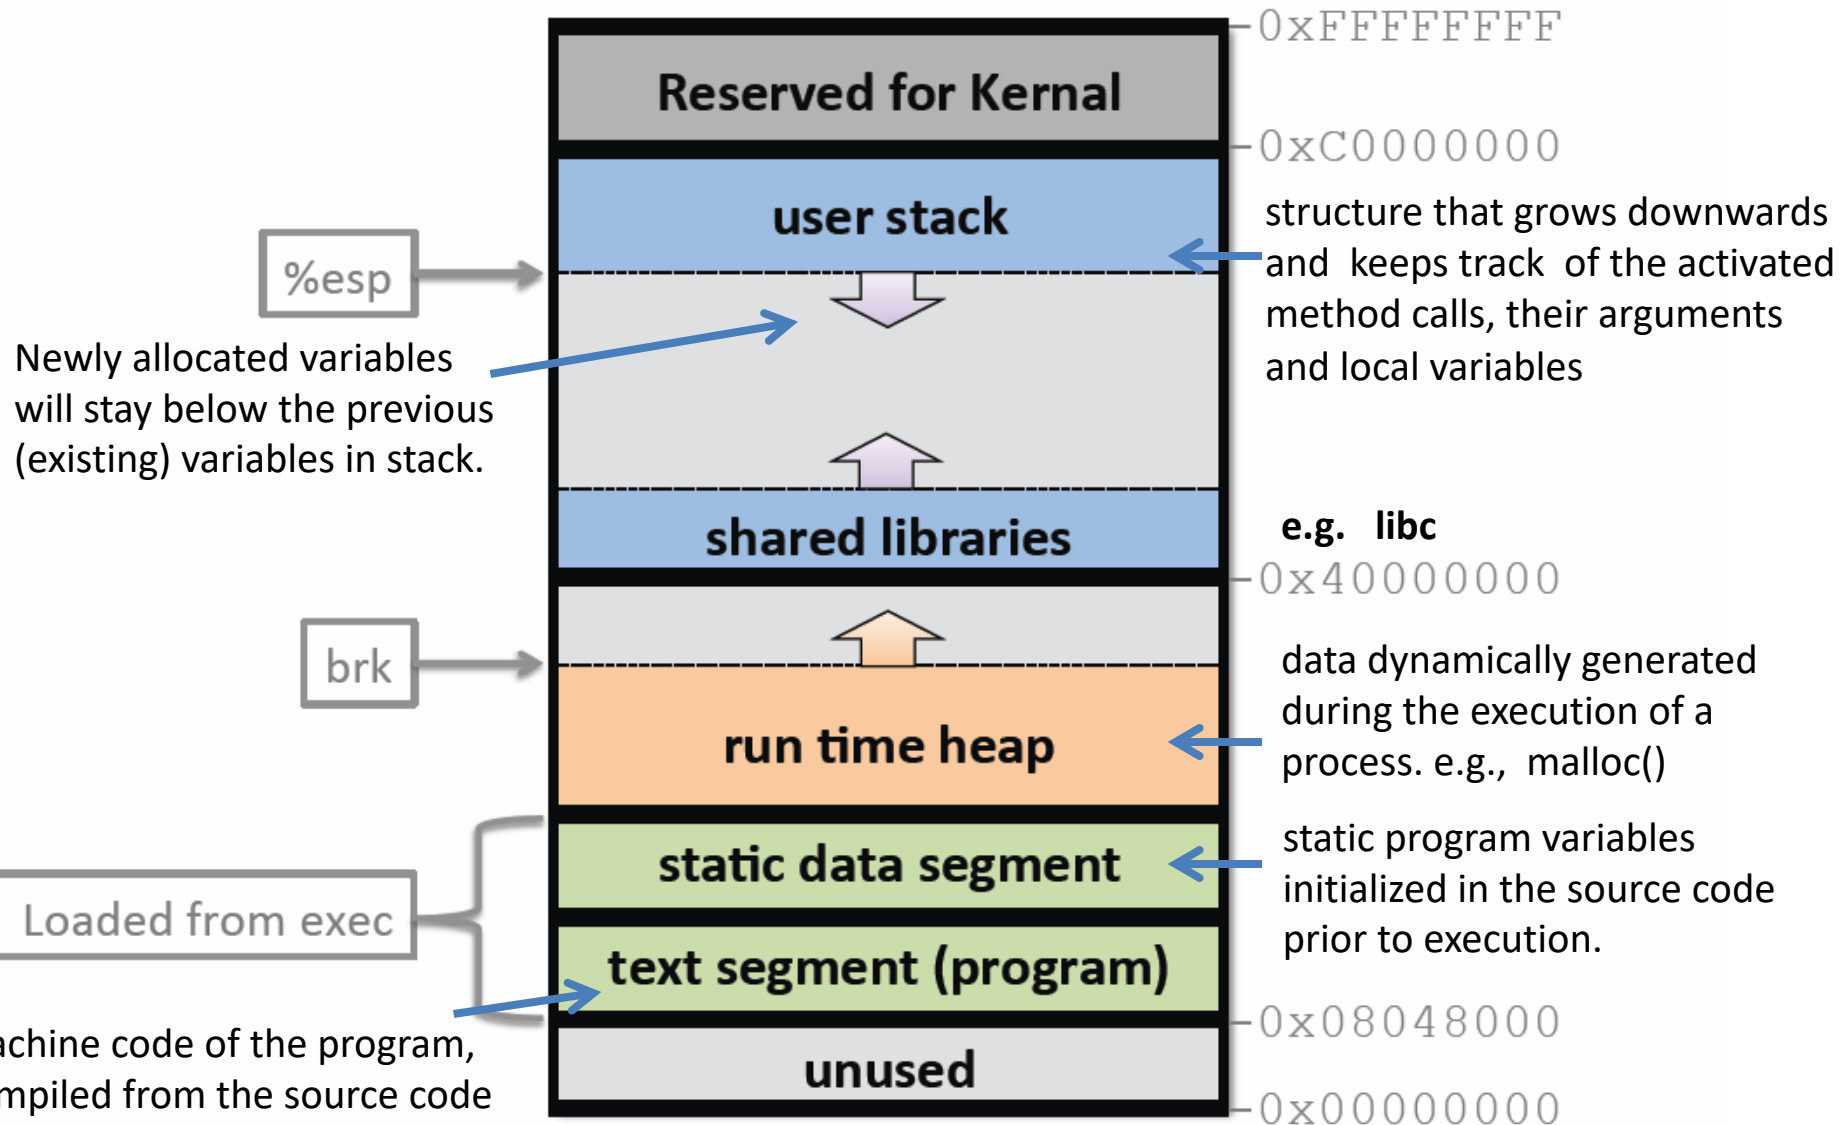 0xFFFFFFFF
Reserved for Kernal
0xC0000000
user stack
structure that grows downwards
and keeps track of the activated
method calls, their arguments
and local variables
%esp
Newly allocated variables
will stay below the previous
(existing) variables in stack.
shared libraries
e.g. libc
0x40000000
brk
run time heap
data dynamically generated
during the execution of a
process. e.g., malloc()
static data segment
static program variables
initialized in the source code
prior to execution.
Loaded from exec
text segment (program)
achine code of the program,
mpiled from the source code
0x08048000
unused
0x00000000